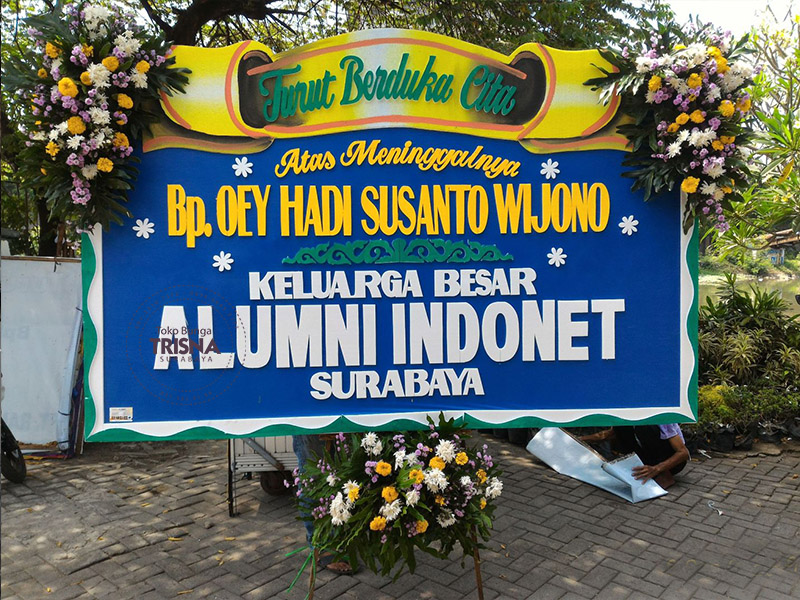 Turut Berduka Cita
Atas Meninggalnya
Bp. OEY HADI SUSANTO WIJONO
KELUARGA BESAR
ALUMNI INDONET
SURABAYA
Toko Bunga
TRISNA
SURABAYA